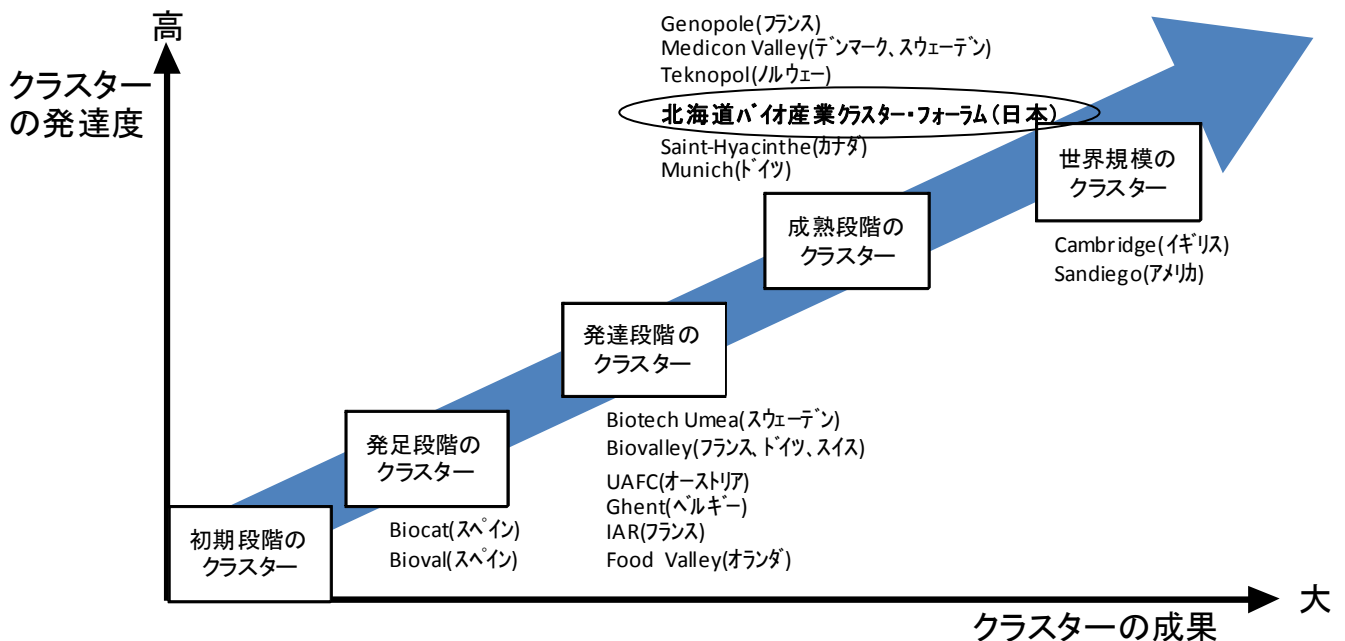 高
クラスター
の発達度
Genopole(フランス)
Medicon Valley(ﾃﾞﾝﾏｰｸ、ｽｳｪｰﾃﾞﾝ)
Teknopol(ﾉﾙｳｪｰ)
北海道ﾊﾞｲｵ産業ｸﾗｽﾀｰ・ﾌｫｰﾗﾑ(日本)
Saint-Hyacinthe(ｶﾅﾀﾞ)
Munich(ﾄﾞｲﾂ)
世界規模の
クラスター
Cambridge(ｲｷﾞﾘｽ)
Sandiego(ｱﾒﾘｶ)
成熟段階の
クラスター
発達段階の
クラスター
Biotech Umea(ｽｳｪｰﾃﾞﾝ)
Biovalley(ﾌﾗﾝｽ、ﾄﾞｲﾂ、ｽｲｽ)
UAFC(ｵｰｽﾄﾘｱ)
Ghent(ﾍﾞﾙｷﾞｰ)
IAR(ﾌﾗﾝｽ)
Food Valley(ｵﾗﾝﾀﾞ)
発足段階の
クラスター
Biocat(ｽﾍﾟｲﾝ)
Bioval(ｽﾍﾟｲﾝ)
初期段階の
クラスター
大
クラスターの成果